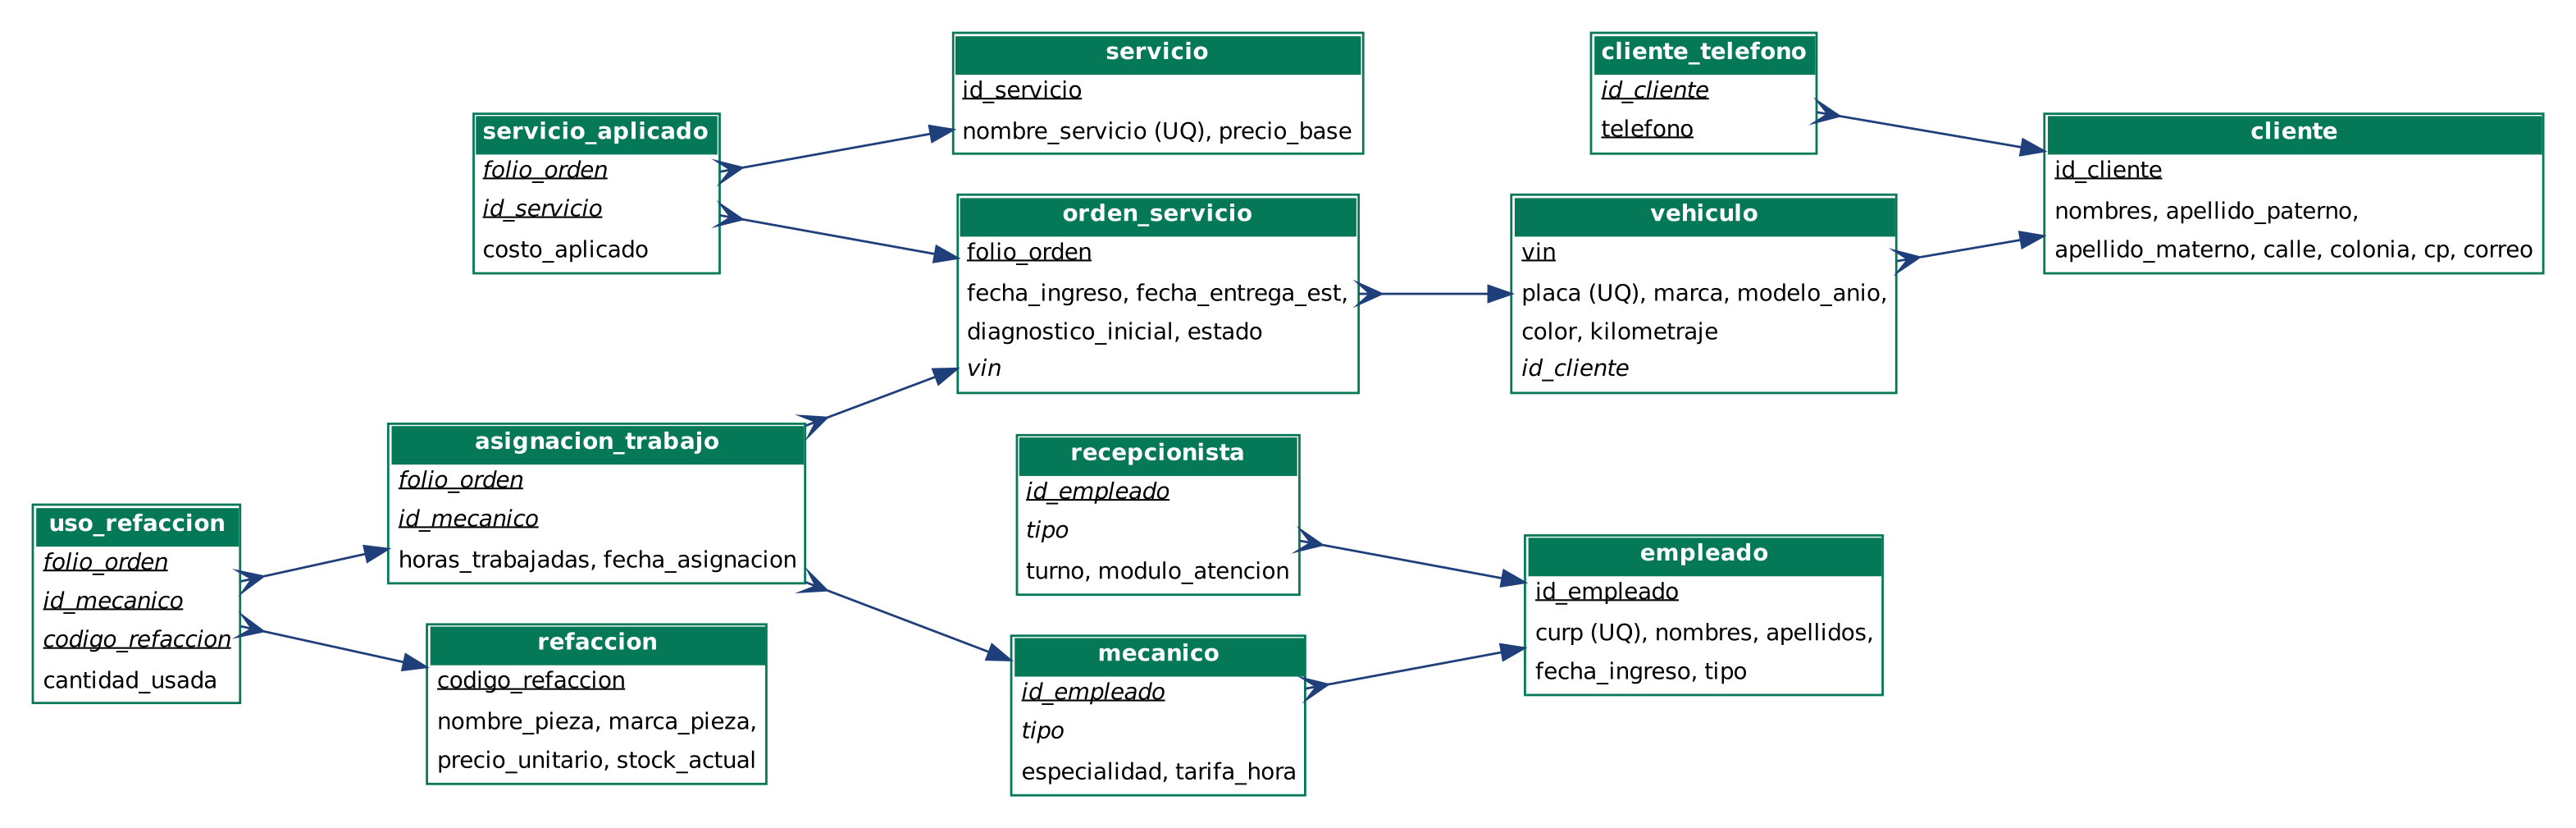 servicio
id_servicio
nombre_servicio (UQ), precio_base
cliente_telefono
id_cliente
telefono
servicio_aplicado
folio_orden
id_servicio
costo_aplicado
cliente
id_cliente
nombres, apellido_paterno,
apellido_materno, calle, colonia, cp, correo
orden_servicio
folio_orden
fecha_ingreso, fecha_entrega_est,
diagnostico_inicial, estado
vin
vehiculo
vin
placa (UQ), marca, modelo_anio,
color, kilometraje
id_cliente
asignacion_trabajo
folio_orden
id_mecanico
horas_trabajadas, fecha_asignacion
recepcionista
id_empleado
tipo
turno, modulo_atencion
uso_refaccion
folio_orden
id_mecanico
codigo_refaccion
cantidad_usada
empleado
id_empleado
curp (UQ), nombres, apellidos,
fecha_ingreso, tipo
refaccion
codigo_refaccion
nombre_pieza, marca_pieza,
precio_unitario, stock_actual
mecanico
id_empleado
tipo
especialidad, tarifa_hora